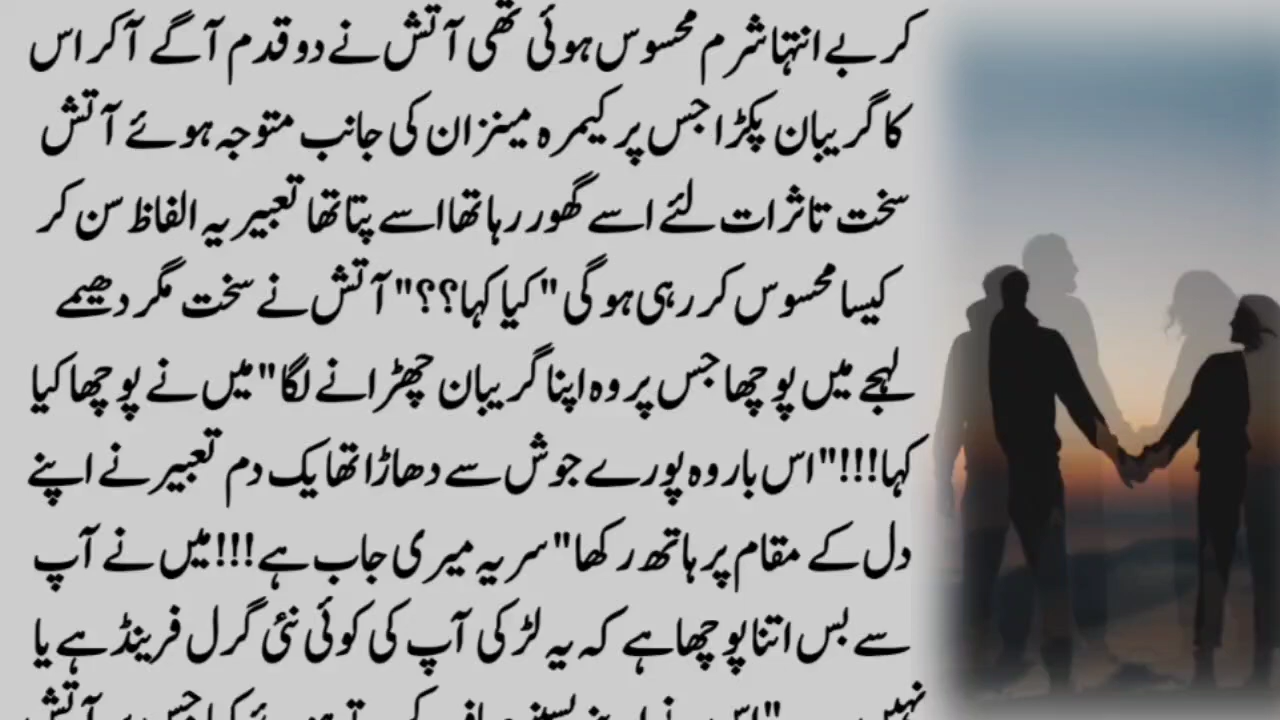 کر بے انتہا شرم محسوس ہوئی تھی آتش نے دو قدم آگے آکر اس
کا گریبان پکڑا جس پر کیمرہ مینز ان کی جانب متوجہ ہوئے آتش
سخت تاثرات لئے اسے گھور رہا تھا اسے پتا تھا تعبیر یہ الفاظ سن کر
کیسا محسوس کر رہی ہو گی "کیا کہا؟؟" آتش نے سخت مگر دھیمے
لہجے میں پوچھا جس پر وہ اپنا گریبان چھڑانے لگا "میں نے پوچھا کیا
کہا!!!" اس بار وہ پورے جوش سے دھاڑا تھا یک دم تعبیر نے اپنے
دل کے مقام پر ہاتھ رکھا "سر یہ میری جاب ہے!!! میں نے آپ
سے بس اتنا پوچھا ہے کہ یہ لڑکی آپ کی کوئی نئی گرل فرینڈ ہے یا
نہیں